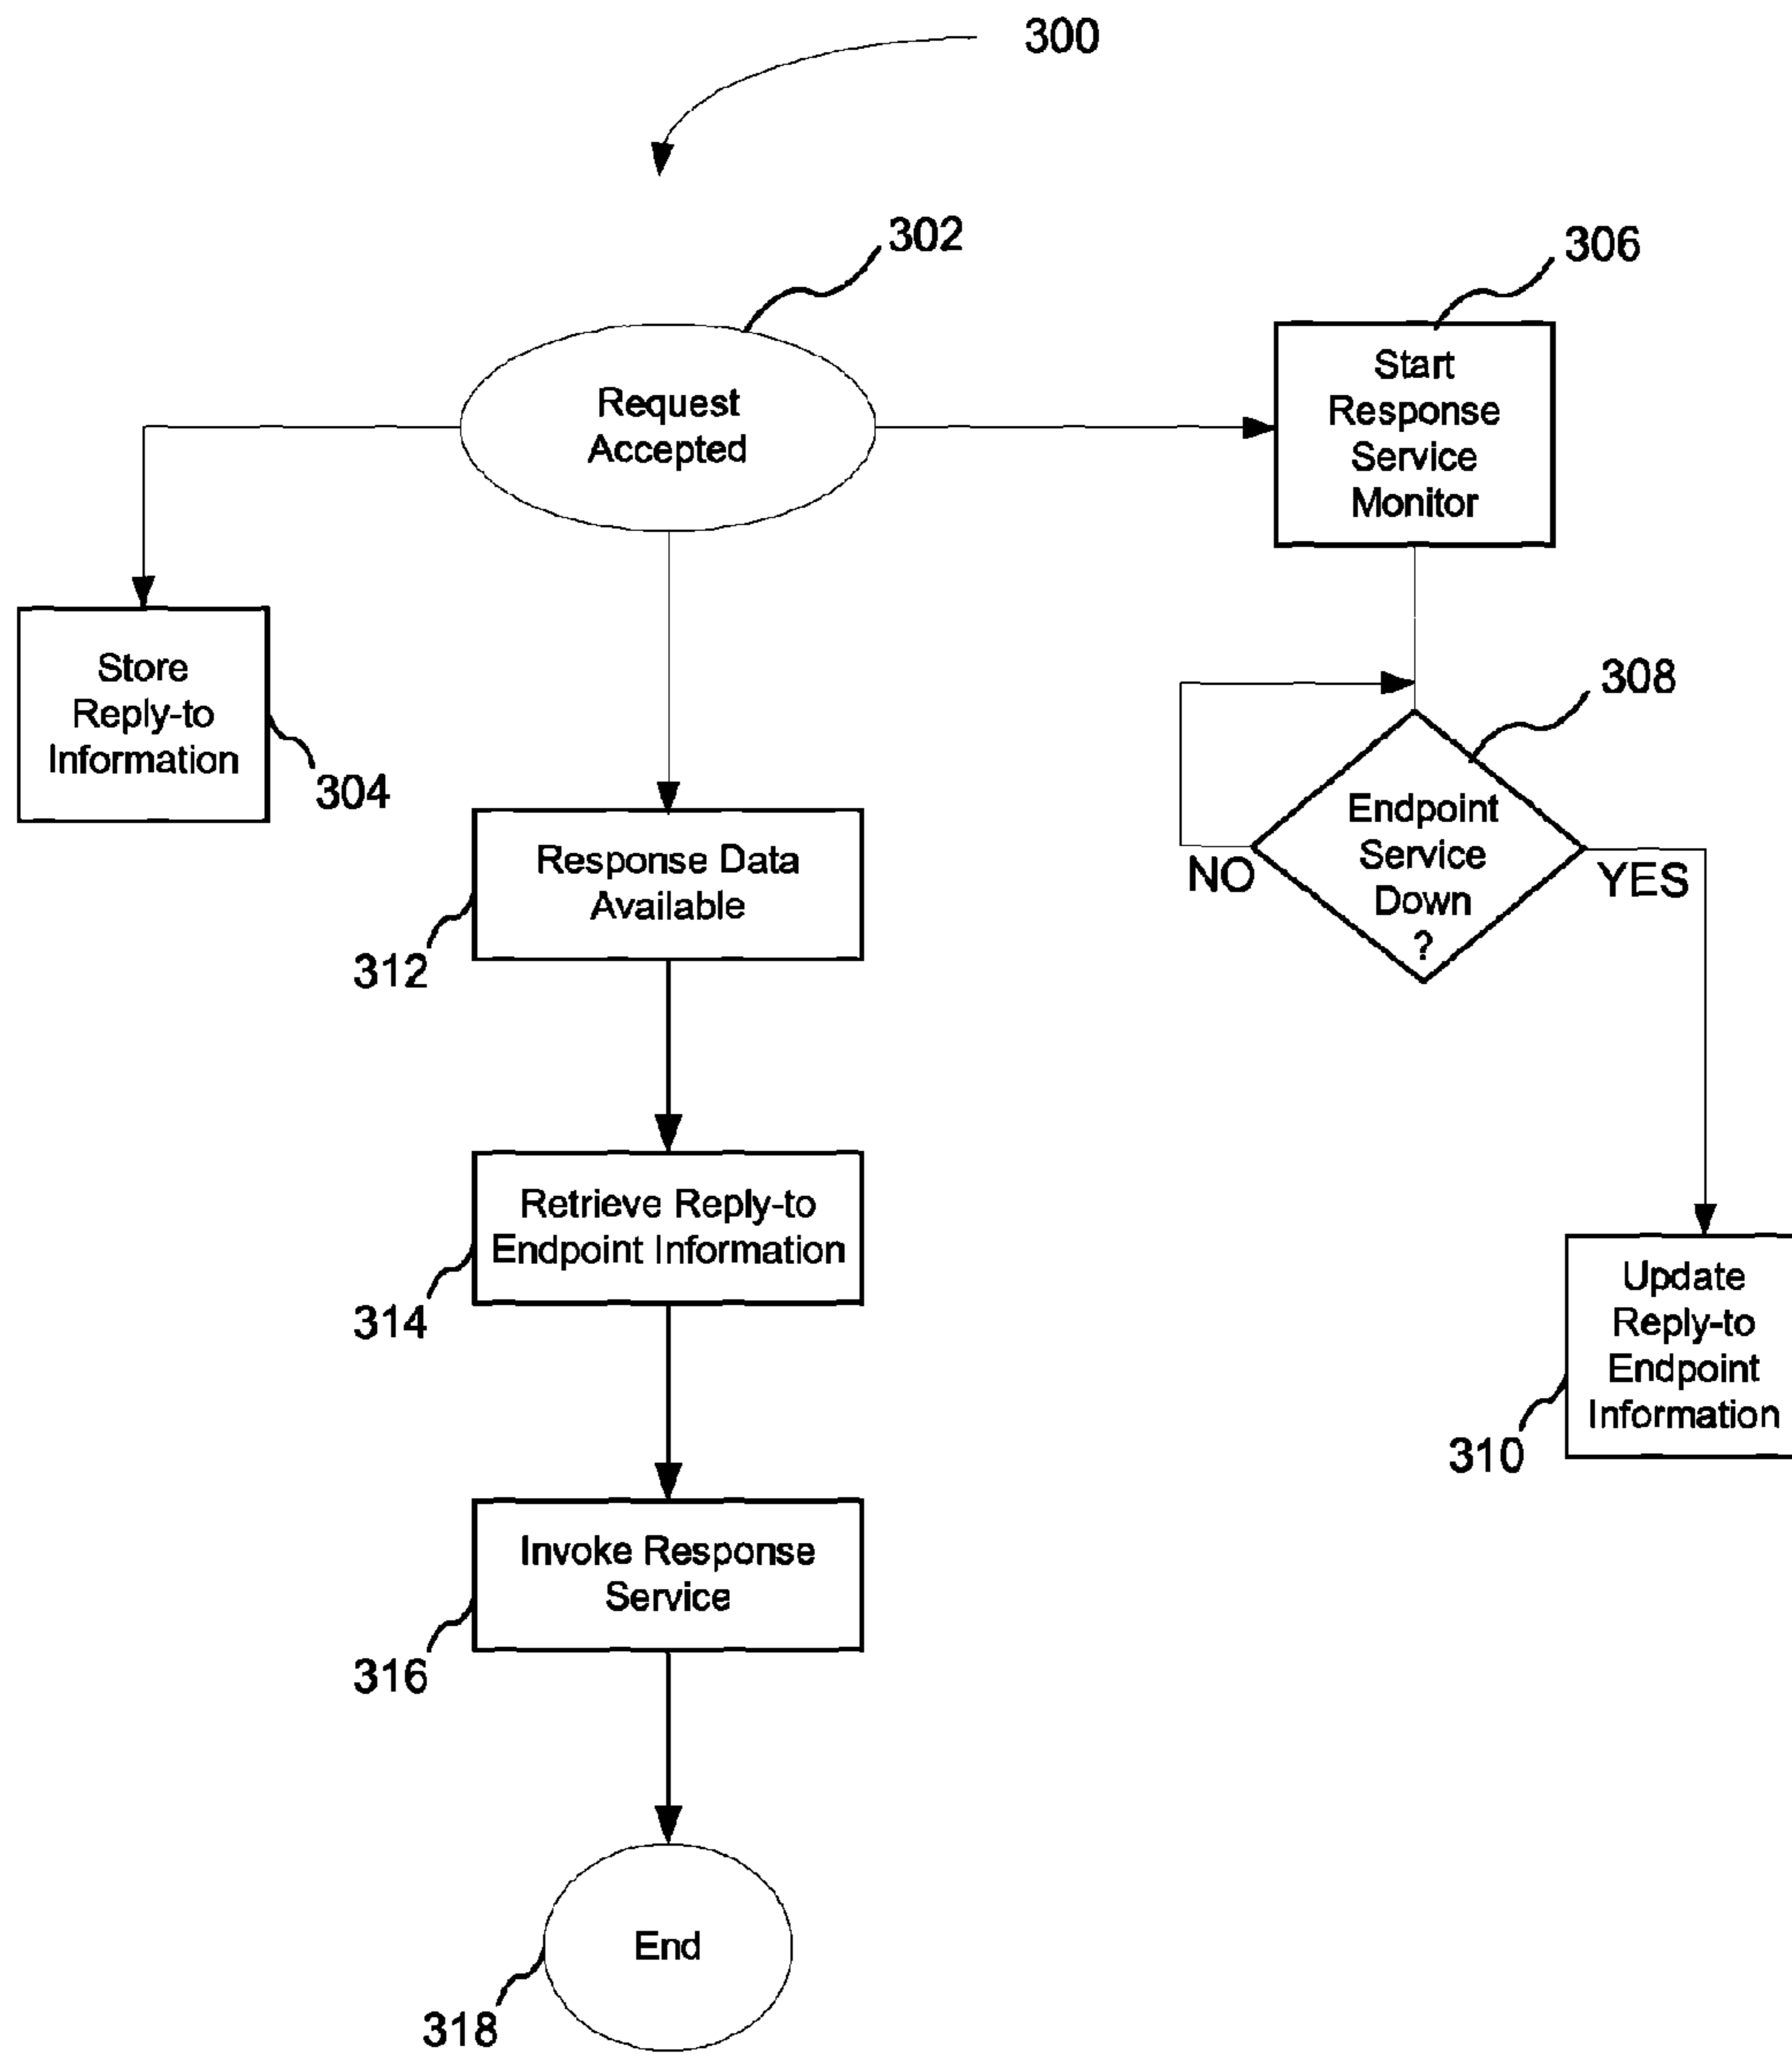 300
302
306
Request
Accepted
Start
Response
Service
Monitor
Store
Reply-to
Information
304
308
Endpoint
Service
Down
?
NO
YES
Response Data
Available
312
Retrieve Reply-to
Endpoint Information
314
Update
Reply-to
Endpoint
Information
310
Invoke Response
Service
316
End
318